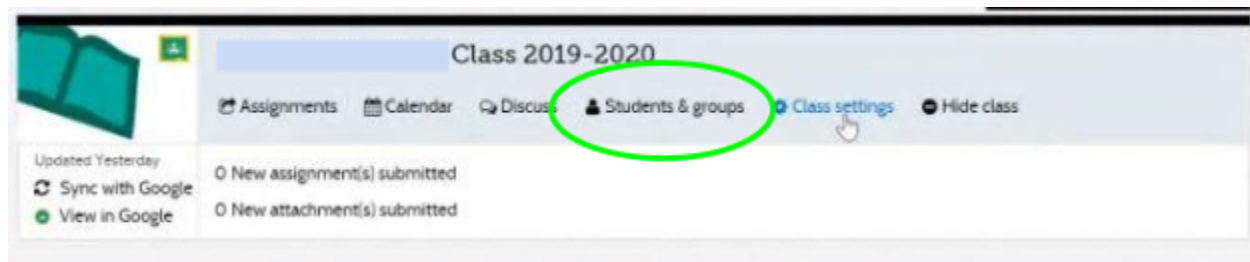 Class 2019-2020
Assignments Calendar Discuss Students & groups Class settings Hide class
Updated Yesterday
Sync with Google
View in Google
0 New assignment(s) submitted
0 New attachment(s) submitted